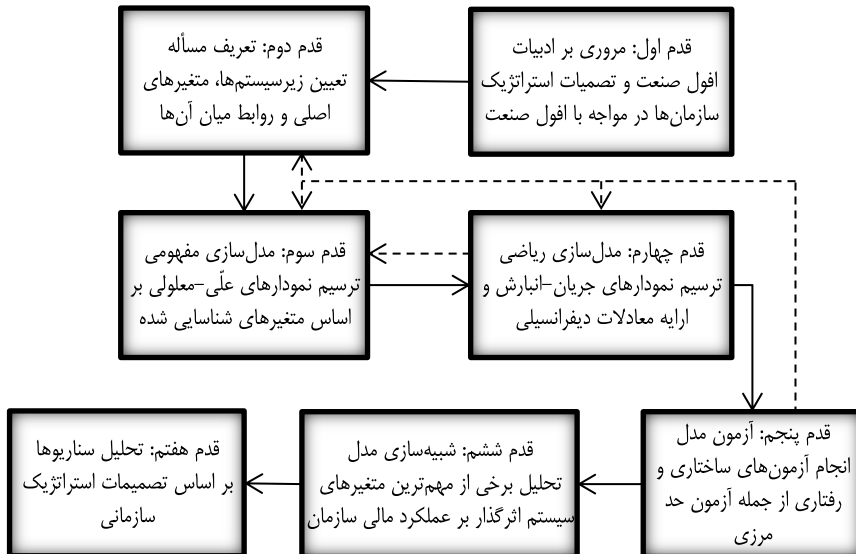 قدم اول: مروری بر ادبیات
افول صنعت و تصمیات استراتژیک
سازمان‌ها در مواجه با افول صنعت
قدم دوم: تعریف مسأله
تعیین زیرسیستم‌ها، متغیرهای
اصلی و روابط میان آن‌ها
قدم سوم: مدل‌سازی مفهومی
ترسیم نمودارهای علّی-معلولی بر
اساس متغیرهای شناسایی شده
قدم چهارم: مدل‌سازی ریاضی
ترسیم نمودارهای جریان-انبارش و
ارایه معادلات دیفرانسیلی
قدم پنجم: آزمون مدل
انجام آزمون‌های ساختاری و
رفتاری از جمله آزمون حد
مرزی
قدم ششم: شبیه‌سازی مدل
تحلیل برخی از مهم‌ترین متغیرهای
سیستم اثرگذار بر عملکرد مالی سازمان
قدم هفتم: تحلیل سناریوها
بر اساس تصمیمات استراتژیک
سازمانی